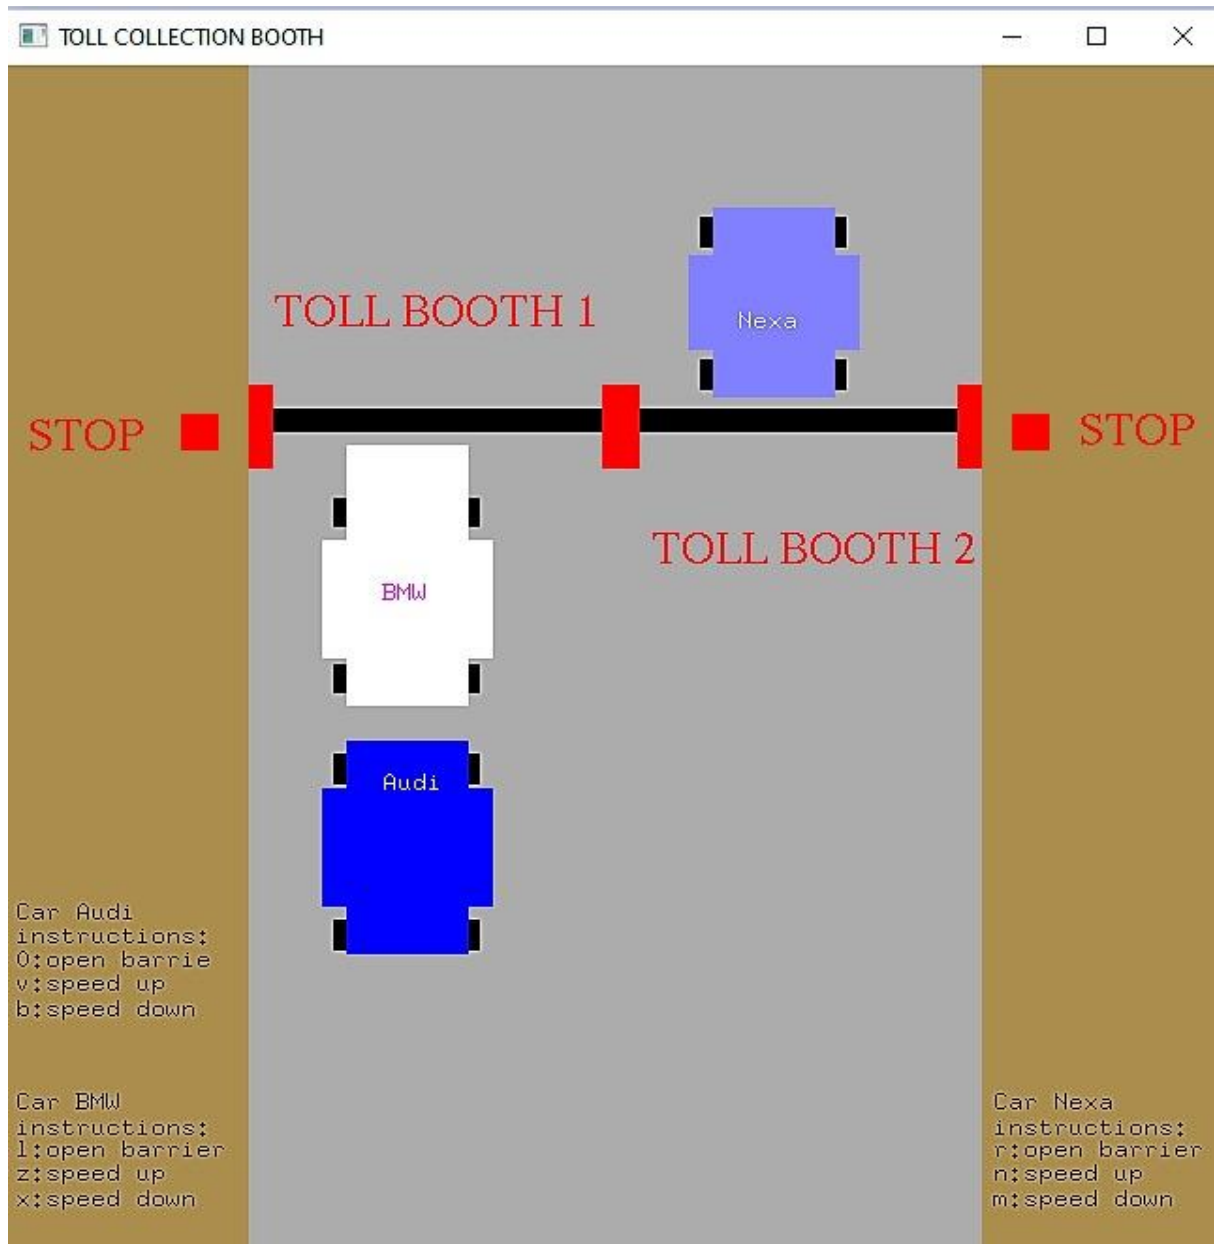 TOLL COLLECTION BOOTH
TOLL BOOTH 1
Nexa
STOP
STOP
TOLL BOOTH 2
BMW
Audi
Car Audi
instructions:
O:open barrie
v:speed up
b:speed down
Car BMW
instructions:
l:open barrier
z:speed up
x:speed down
Car Nexa
instructions:
r:open barrier
n:speed up
m:speed down